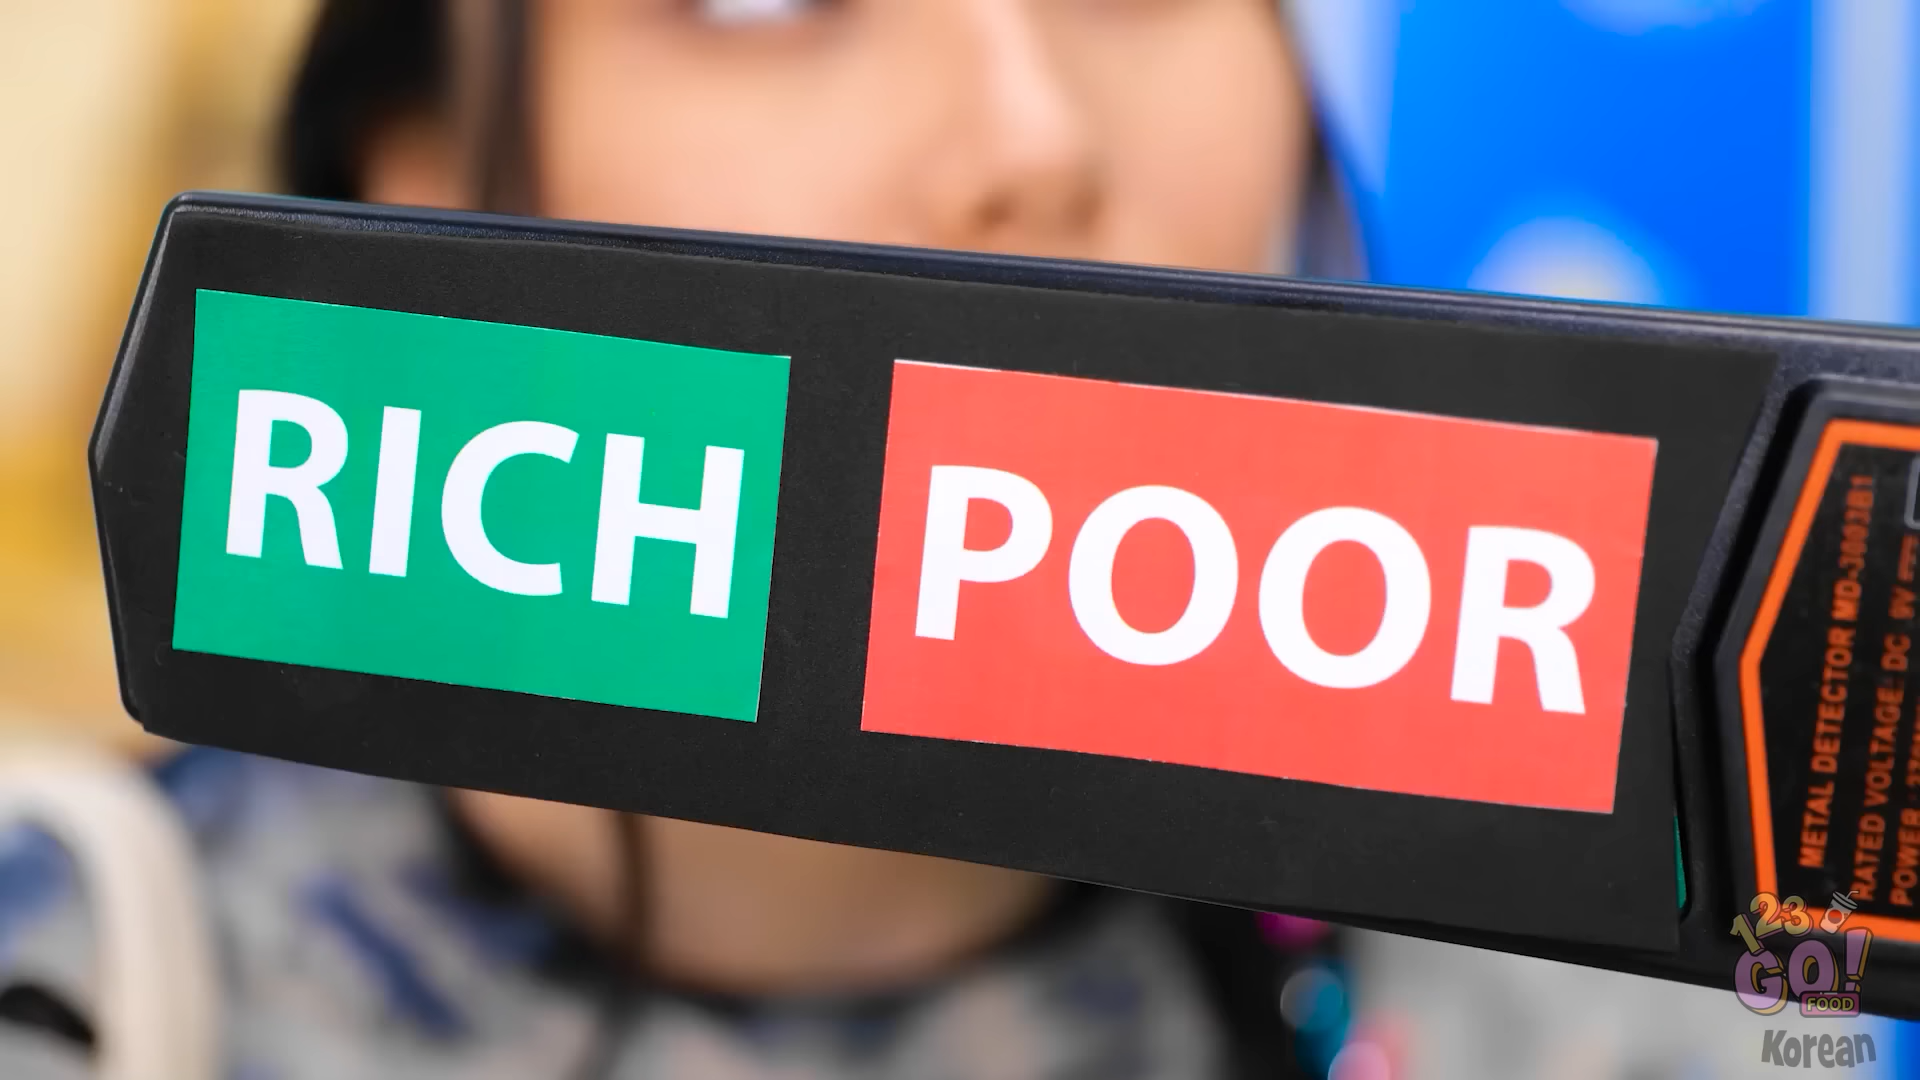 RICH
POOR
METAL DETECTOR MD-3003B1
RATED VOLTAGE: DC 9V
POWER
123
GO!
FOOD
Korean